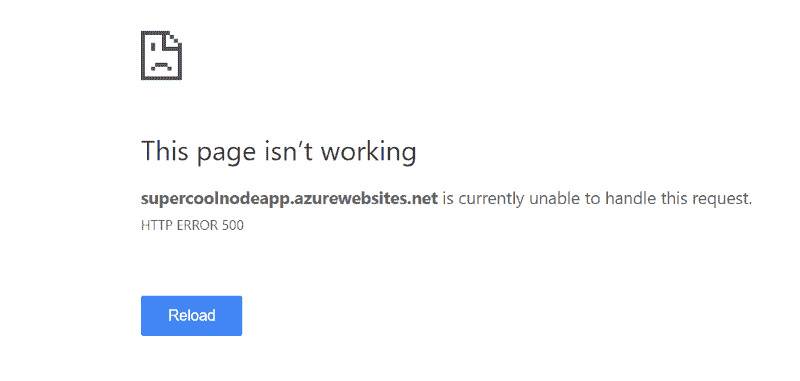 This page isn’t working
supercoolnodeapp.azurewebsites.net is currently unable to handle this request.
HTTP ERROR 500
Reload